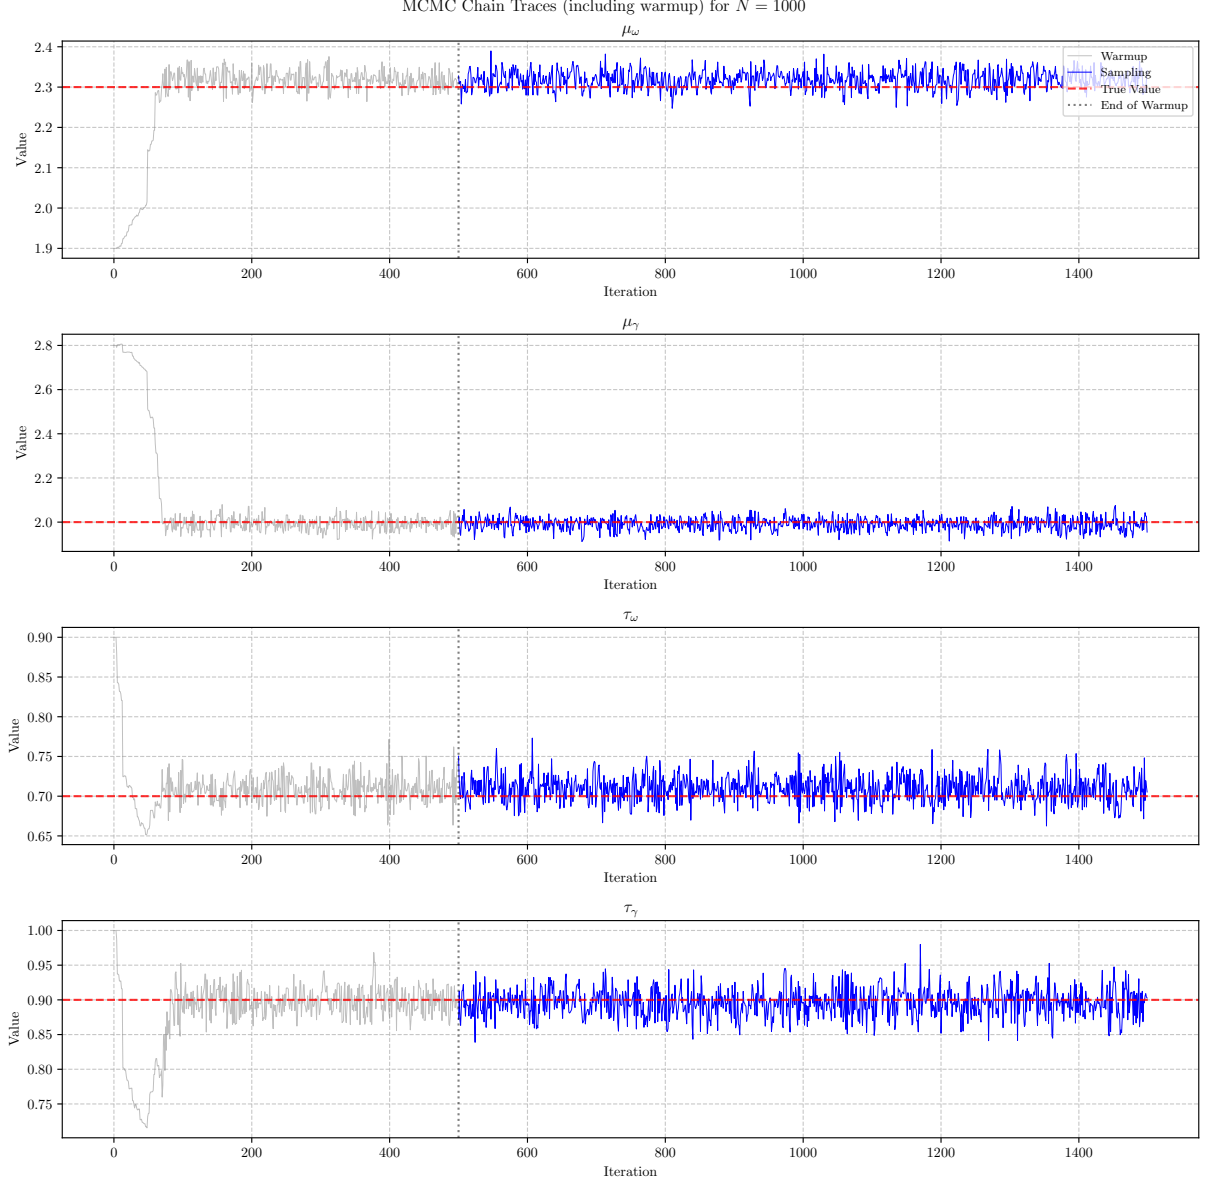 MCMC Chain Traces (including warmup) for N = 1000
μω
2.4
2.3
2.2
2.1
2.0
1.9
Value
0 200 400 600 800 1000 1200 1400
Iteration
Warmup
Sampling
True Value
End of Warmup
μγ
2.8
2.6
2.4
2.2
2.0
Value
0 200 400 600 800 1000 1200 1400
Iteration
τω
0.90
0.85
0.80
0.75
0.70
0.65
Value
0 200 400 600 800 1000 1200 1400
Iteration
τγ
1.00
0.95
0.90
0.85
0.80
0.75
Value
0 200 400 600 800 1000 1200 1400
Iteration